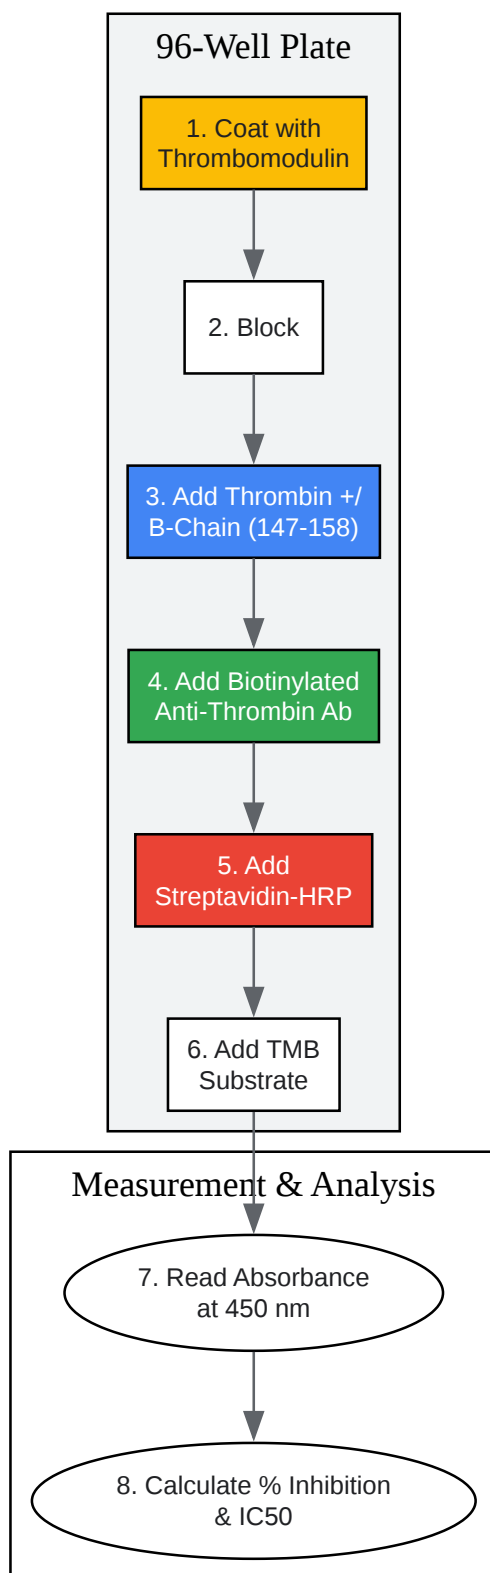 96-Well Plate
1. Coat with
Thrombomodulin
2. Block
3. Add Thrombin +/
B-Chain (147-158)
4. Add Biotinylated
Anti-Thrombin Ab
5. Add
Streptavidin-HRP
6. Add TMB
Substrate
Measurement & Analysis
7. Read Absorbance
at 450 nm
8. Calculate % Inhibition
& IC50